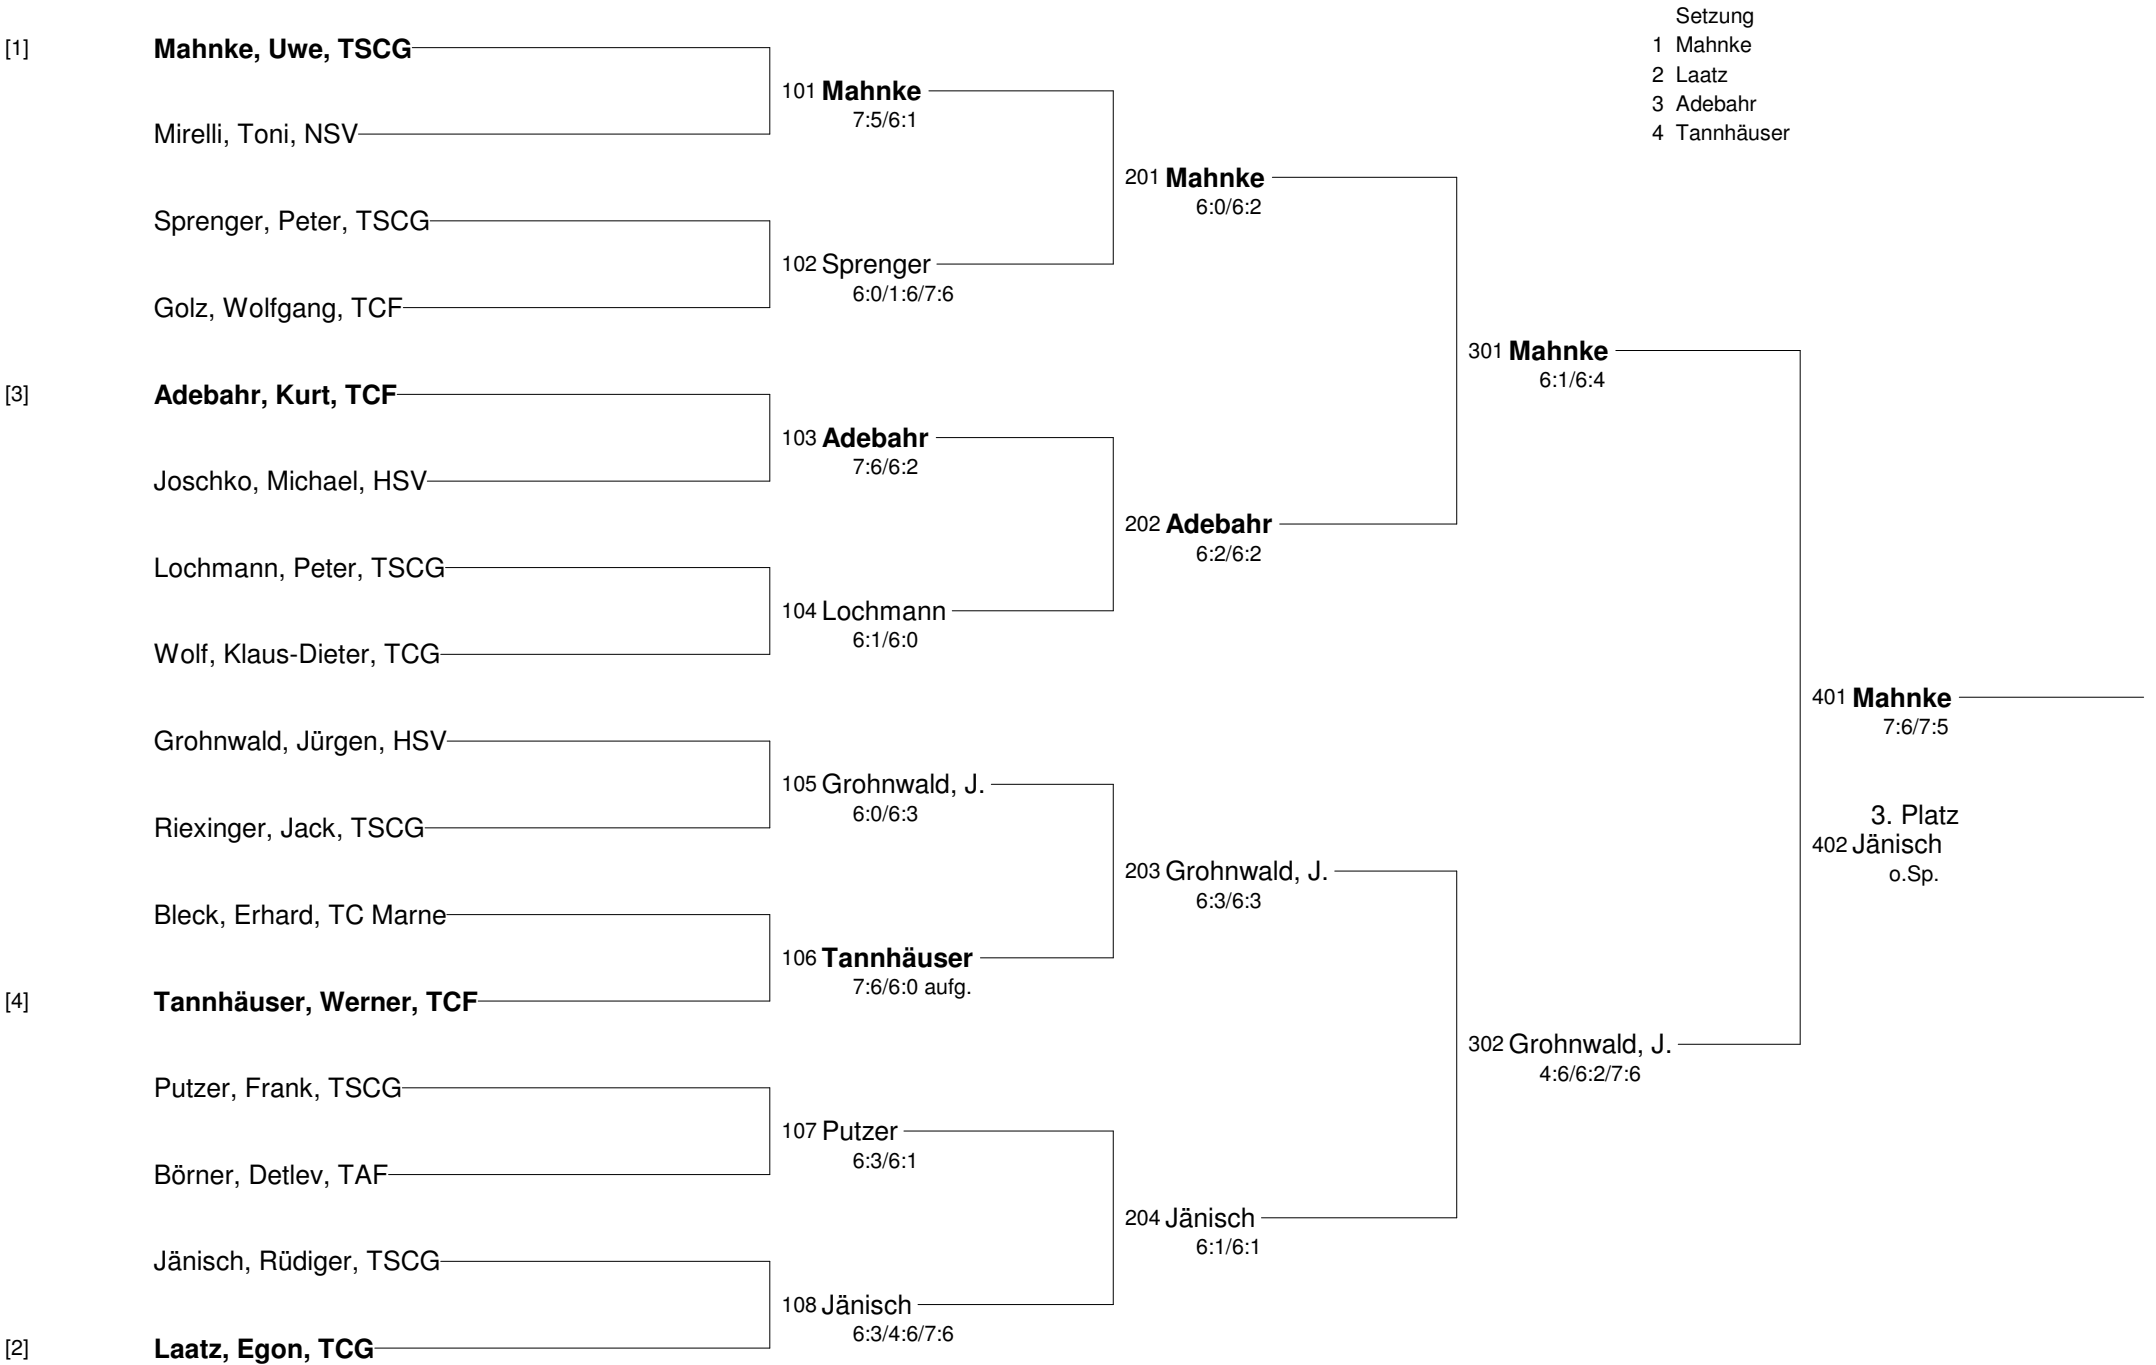 Setzung
1 Mahnke
2 Laatz
3 Adebahr
4 Tannhäuser
[1] Mahnke, Uwe, TSCG
Mirelli, Toni, NSV
Sprenger, Peter, TSCG
Golz, Wolfgang, TCF
[3] Adebahr, Kurt, TCF
Joschko, Michael, HSV
Lochmann, Peter, TSCG
Wolf, Klaus-Dieter, TCG
Grohnwald, Jürgen, HSV
Riexinger, Jack, TSCG
Bleck, Erhard, TC Marne
[4] Tannhäuser, Werner, TCF
Putzer, Frank, TSCG
Börner, Detlev, TAF
Jänisch, Rüdiger, TSCG
[2] Laatz, Egon, TCG
101 Mahnke
7:5/6:1
102 Sprenger
6:0/1:6/7:6
103 Adebahr
7:6/6:2
104 Lochmann
6:1/6:0
105 Grohnwald, J.
6:0/6:3
106 Tannhäuser
7:6/6:0 aufg.
107 Putzer
6:3/6:1
108 Jänisch
6:3/4:6/7:6
201 Mahnke
6:0/6:2
202 Adebahr
6:2/6:2
203 Grohnwald, J.
6:3/6:3
204 Jänisch
6:1/6:1
301 Mahnke
6:1/6:4
302 Grohnwald, J.
4:6/6:2/7:6
401 Mahnke
7:6/7:5
3. Platz
402 Jänisch
o.Sp.